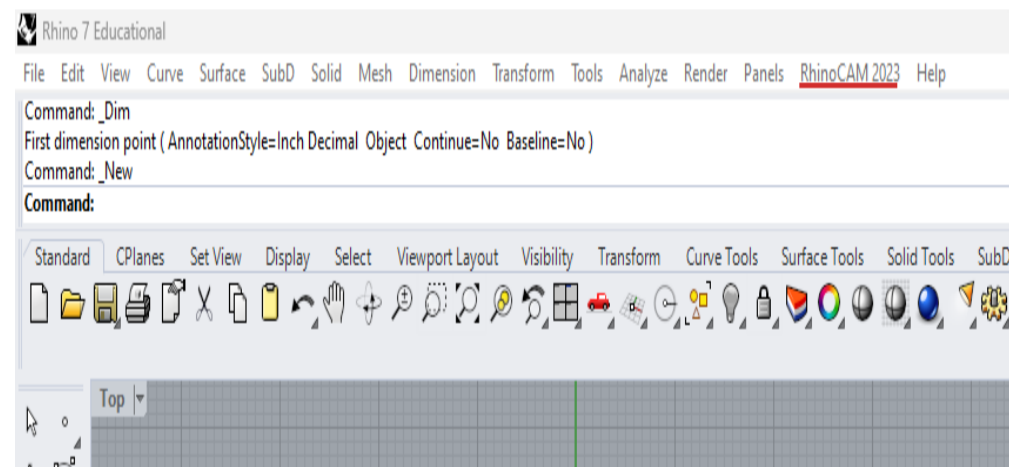 Rhino 7 Educational
File Edit View Curve Surface SubD Solid Mesh Dimension Transform Tools Analyze Render Panels RhinoCAM 2023 Help
Command: _Dim
First dimension point ( AnnotationStyle=Inch Decimal Object Continue=No Baseline=No )
Command: _New
Command:
Standard CPlanes Set View Display Select Viewport Layout Visibility Transform Curve Tools Surface Tools Solid Tools SubD
Top